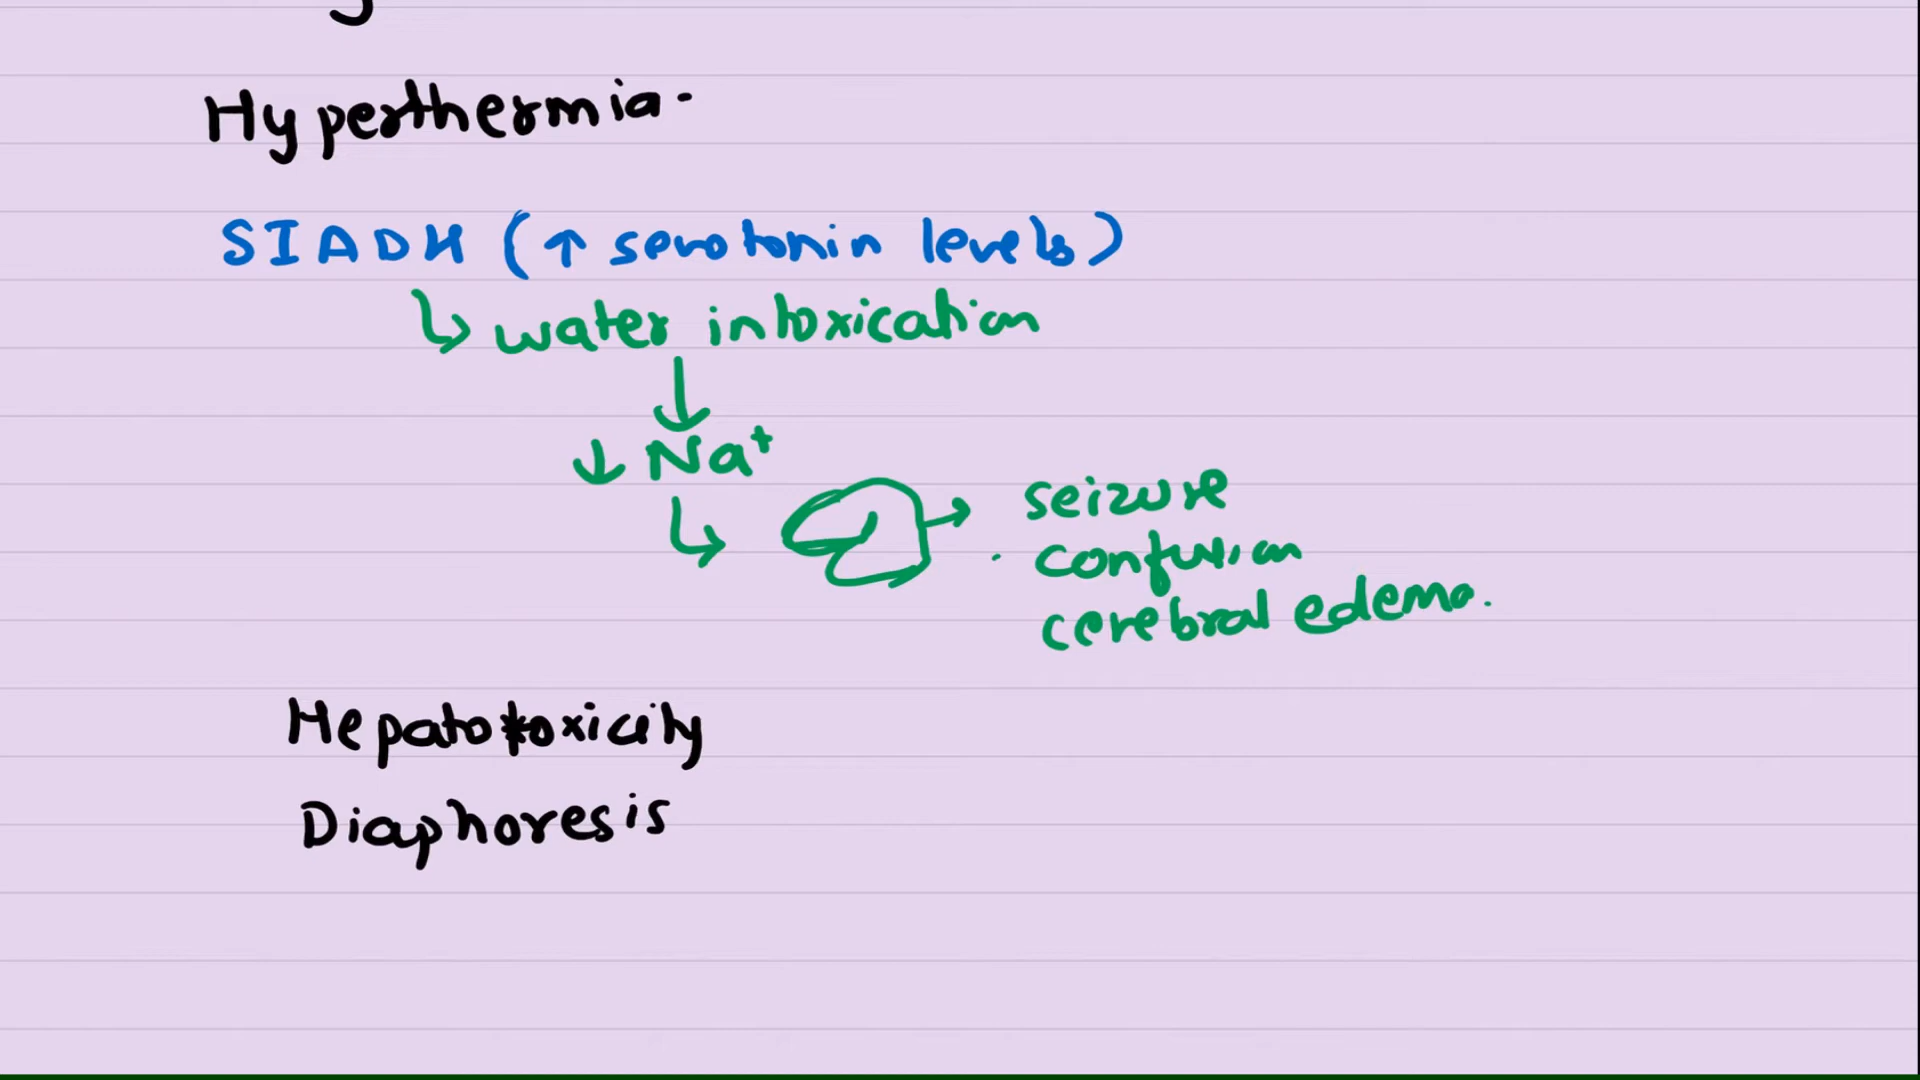 Hyperthermia.
SIADH (↑ serotonin levels)
↳ water intoxication
↓
↓ Na⁺
↳ → seizure
confusion
cerebral edema.
Hepatotoxicity
Diaphoresis